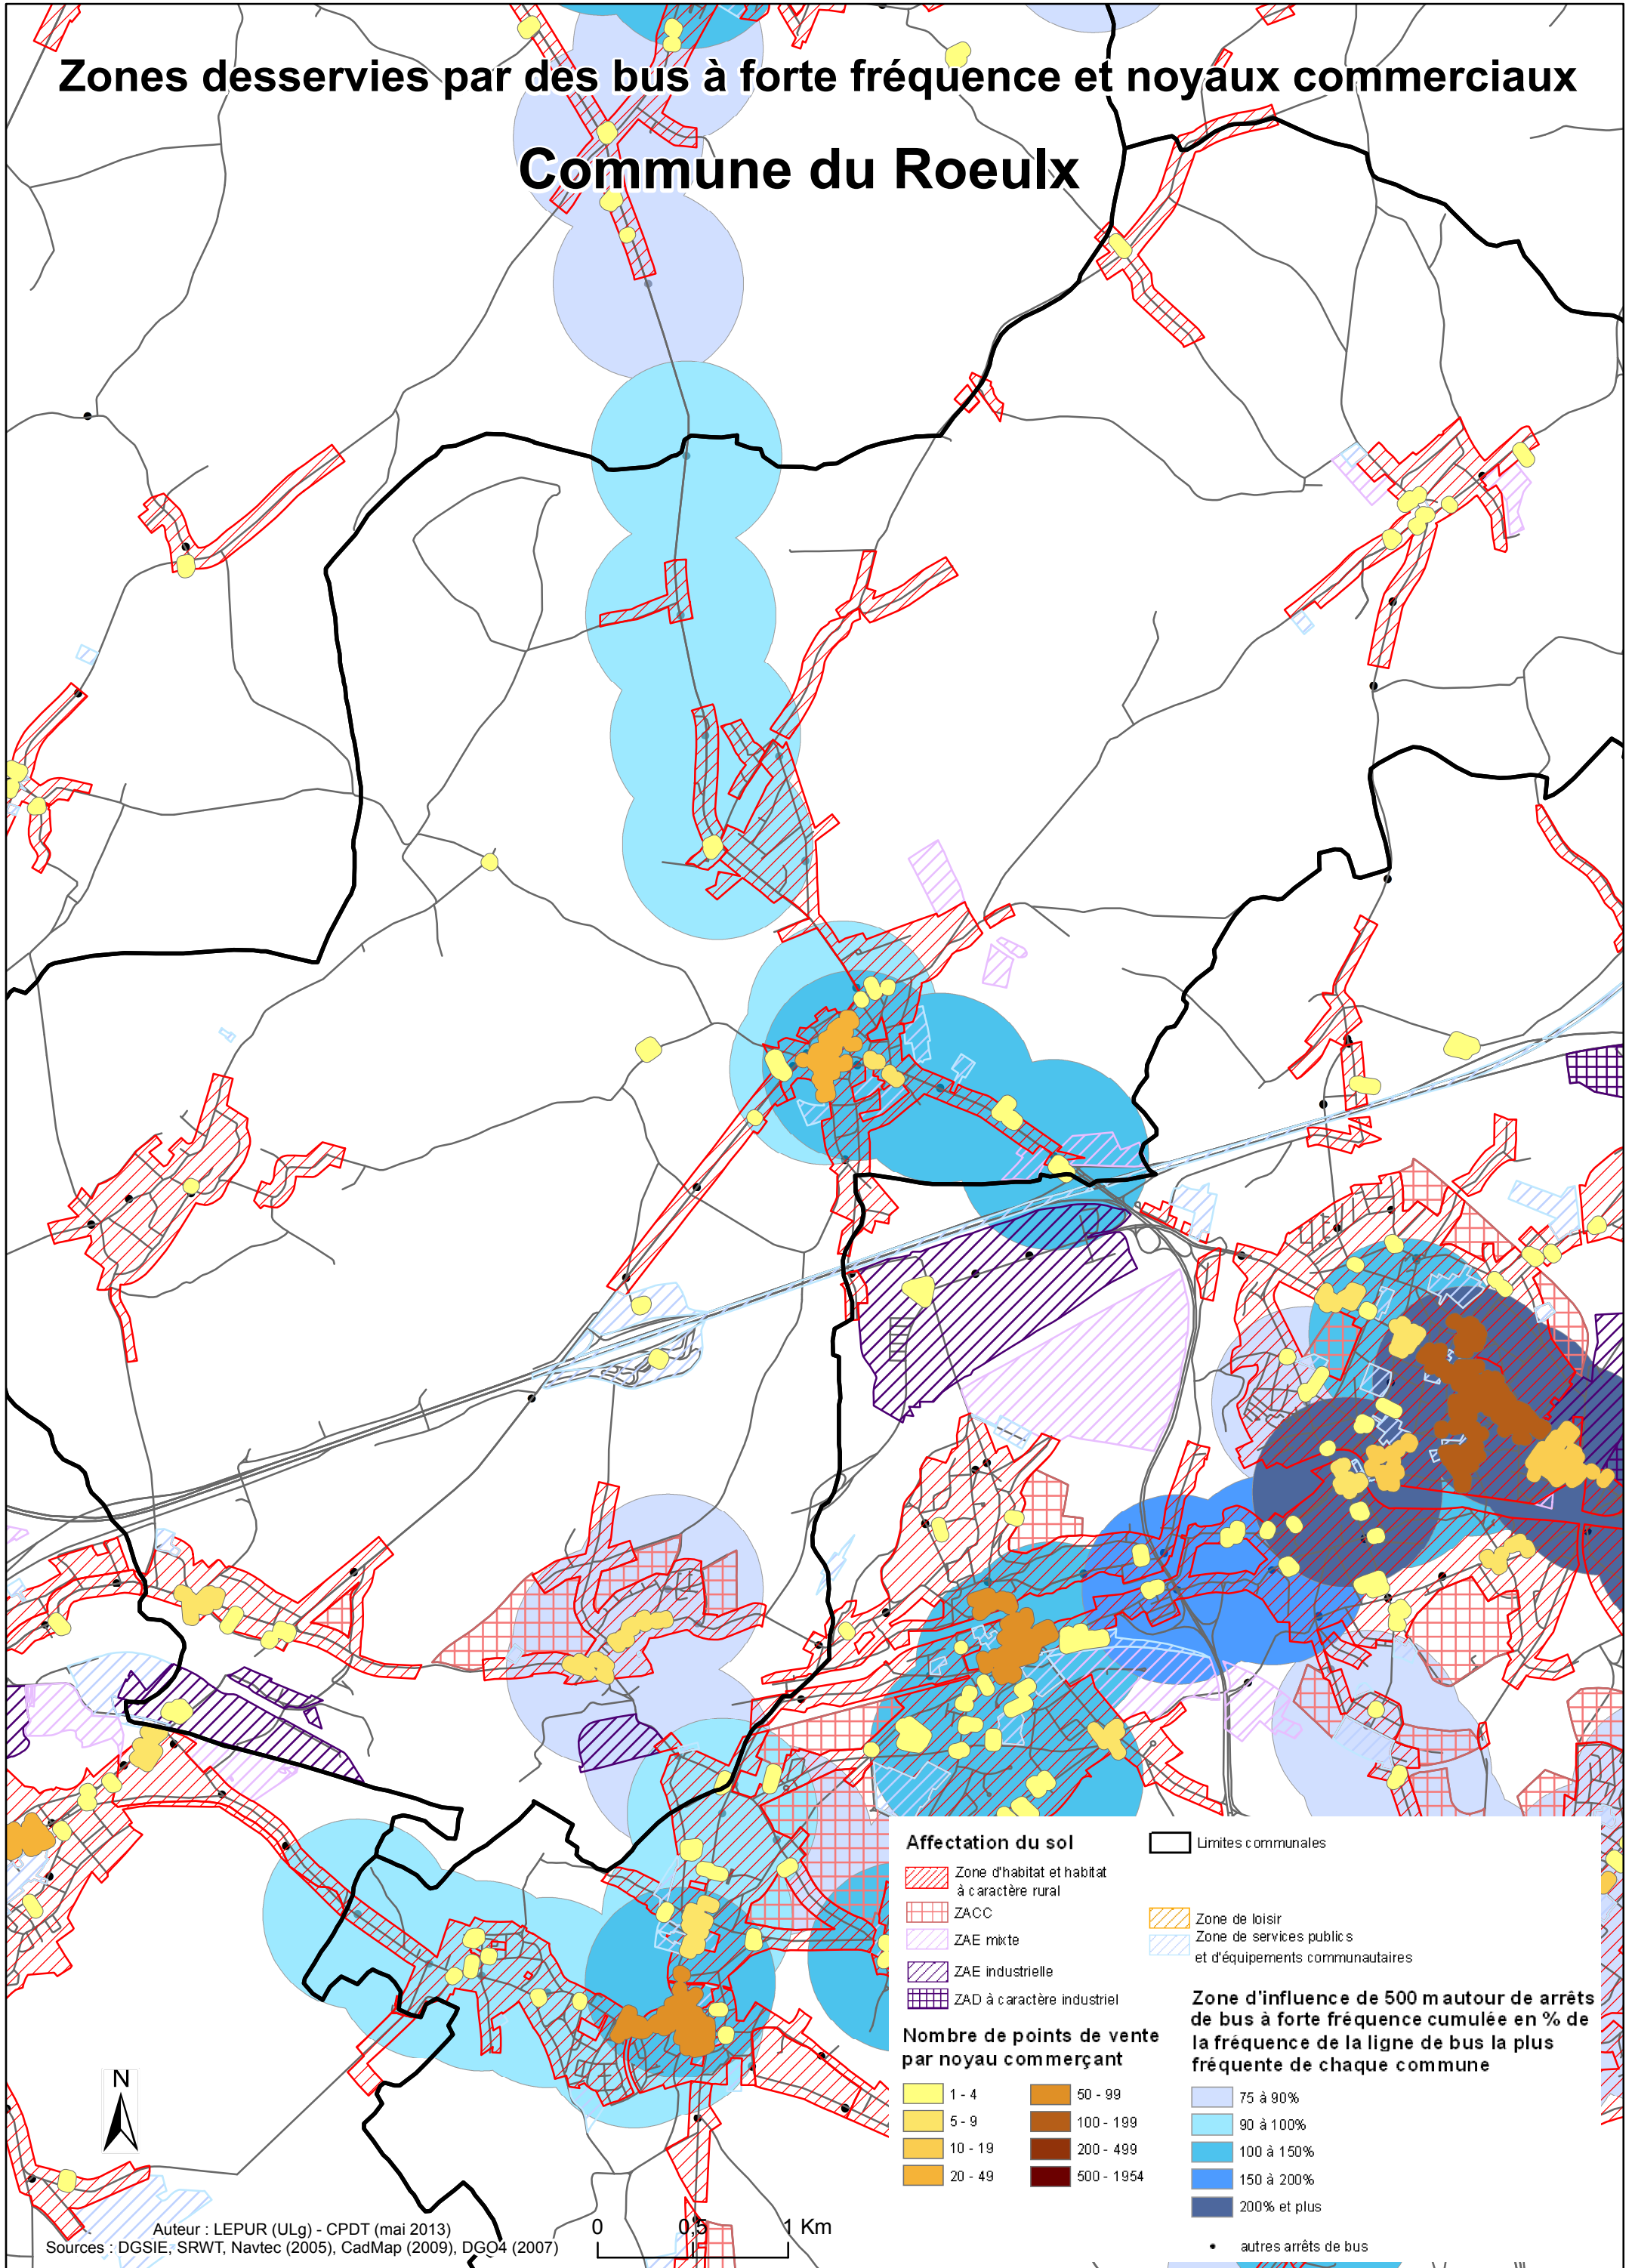 Zones desservies par des bus à forte fréquence et noyaux commerciaux
Commune du Roeulx
Affectation du sol
Zone d'habitat et habitat
à caractère rural
ZACC
ZAE mixte
ZAE industrielle
ZAD à caractère industriel
Nombre de points de vente
par noyau commerçant
1 - 4
5 - 9
10 - 19
20 - 49
50 - 99
100 - 199
200 - 499
500 - 1954
Limites communales
Zone de loisir
Zone de services publics
et d'équipements communautaires
Zone d'influence de 500 m autour de arrêts
de bus à forte fréquence cumulée en % de
la fréquence de la ligne de bus la plus
fréquente de chaque commune
75 à 90%
90 à 100%
100 à 150%
150 à 200%
200% et plus
autres arrêts de bus
N
Auteur : LEPUR (ULg) - CPDT (mai 2013)
Sources : DGSIE, SRWT, Navtec (2005), CadMap (2009), DGO4 (2007)
0 0,5 1 Km